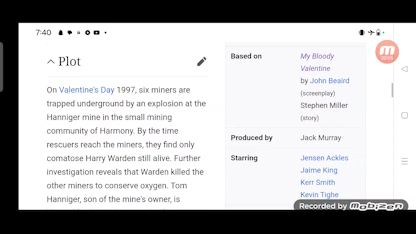 7:40
Plot
On Valentine's Day 1997, six miners are
trapped underground by an explosion at the
Hanniger mine in the small mining
community of Harmony. By the time
rescuers reach the miners, they find only
comatose Harry Warden still alive. Further
investigation reveals that Warden killed the
other miners to conserve oxygen. Tom
Hanniger, son of the mine's owner, is
Based on
My Bloody
Valentine
by John Beaird
(screenplay)
Stephen Miller
(story)
Produced by
Jack Murray
Starring
Jensen Ackles
Jaime King
Kerr Smith
Kevin Tighe
Recorded by Mobizen